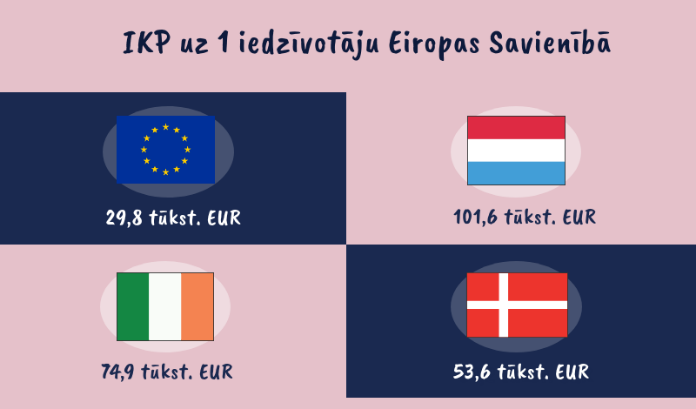 IKP uz 1 iedzīvotāju Eiropas Savienībā
29,8 tūkst. EUR
101,6 tūkst. EUR
74,9 tūkst. EUR
53,6 tūkst. EUR